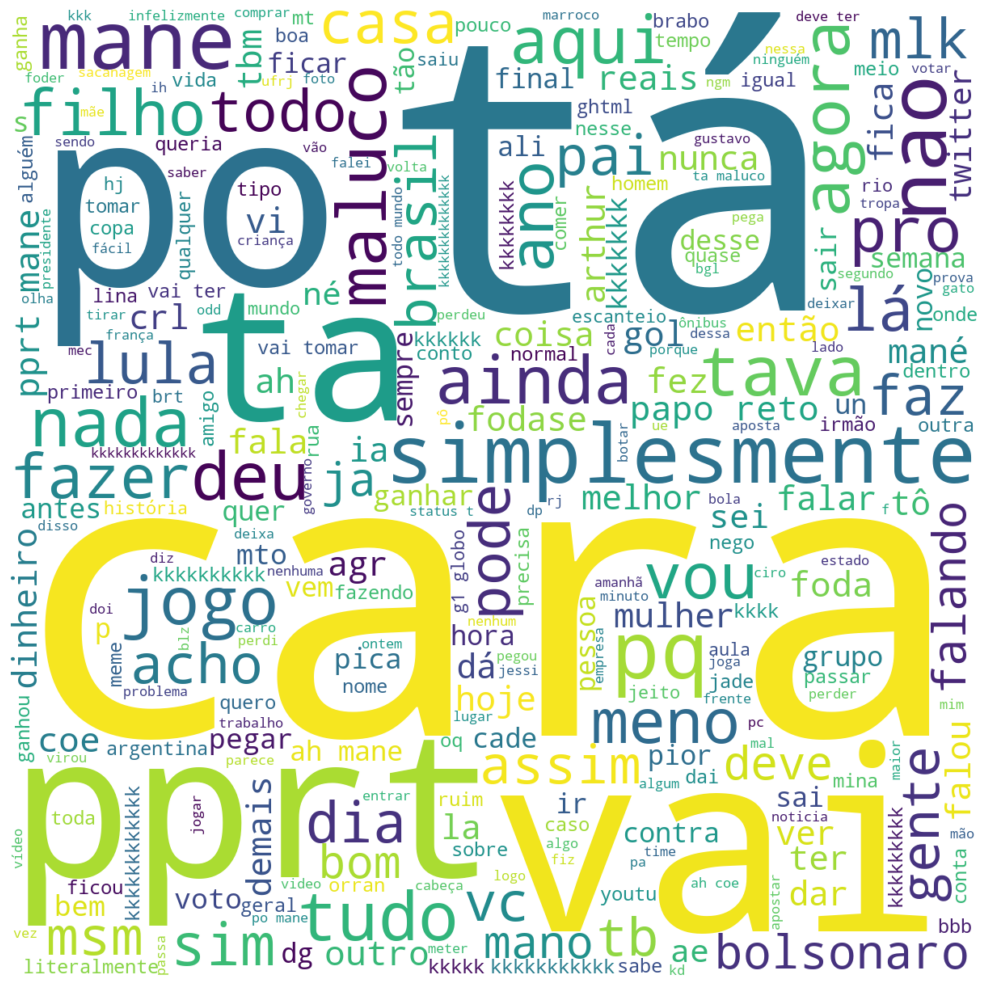 kkk
infelizmente
comprar
mt
pouco
marroco
brabo
deve ter
ganha
foder
sacanagem
ufrj
foto
boa
ficar
tbm
tão
saiu
final
tempo
reais
nessa
ninguém
ngm
votar
meio
mane
casa
aqui
mlk
filho
todo
maluco
vida
ih
mãe
sendo
s
queria
vão
falei
saber
volta
po
tá
ghtml
igual
nesse
ali
pai
nunca
gustavo
ta maluco
agora
fica
twitter
nao
rio
tropa
alguém
presidente
olha
mane
pprt
hj
tomar
copa
fácil
tipo
vi
criança
qualquer
todo mundo
brasil
kkkkkkkkkkkk
kkkkkkkk
ano
comer
arthur
kkkkkkk
homem
desse
quase
pega
bgl
sair
segundo
pro
semana
prova
gato
lina
vai ter
crl
tirar
odd
frança
mundo
né
perdeu
kkkkkk
conto
coisa
escanteio
gol
cada
ônibus
dessa
porque
deixar
então
lá
novo
onde
mané
dentro
lado
mec
lula
primeiro
brt
vai tomar
ta
ah
amigo
rua
chegar
sempre
normal
ainda
fez
tava
faz
un
irmão
outra
nada
kkkkkkkkkkkkk
fala
pô
fodase
ue
botar
papo reto
aposta
fazer
deu
ia
ja
governo
simplesmente
antes
história
quer
status t
ganhar
rj
dp
melhor
bola
falar
f
tô
disso
deixa
dinheiro
cara
diz
nenhuma
mto
kkkkkkkkkk
agr
vem
fazendo
g1 globo
pode
precisa
sei
nego
ciro
estado
vou
foda
falando
doi
p
meme
blz
carro
perdi
jogo
ontem
nenhum
hora
amanhã
minuto
mulher
kkkk
acho
pica
nome
dá
pegou
jessi
hoje
empresa
pessoa
jeito
pq
aula
joga
jade
frente
grupo
passar
perder
mim
problema
quero
trabalho
lugar
meno
pc
ganhou
virou
coe
argentina
pegar
parece
ah mane
oq
cade
assim
algum
pior
dai
mal
deve
mina
maior
falou
gente
pprt
vai
toda
jogar
vídeo
kkkkkkkkkk
demais
dia
entrar
la
ruim
sobre
bom
ir
caso
algo
fiz
time
pa
contra
sai
noticia
ver
ter
mão
kkkkkkkkk
conta
ficou
bem
voto
geral
video
orran
cabeça
logo
vc
youtu
ah coe
dar
apostar
bbb
vez
msm
literalmente
passa
sim
po mane
tudo
dg
outro
meter
kkkkk
kkkkkkkkkkk
mano
sabe
tb
kd
ae
bolsonaro